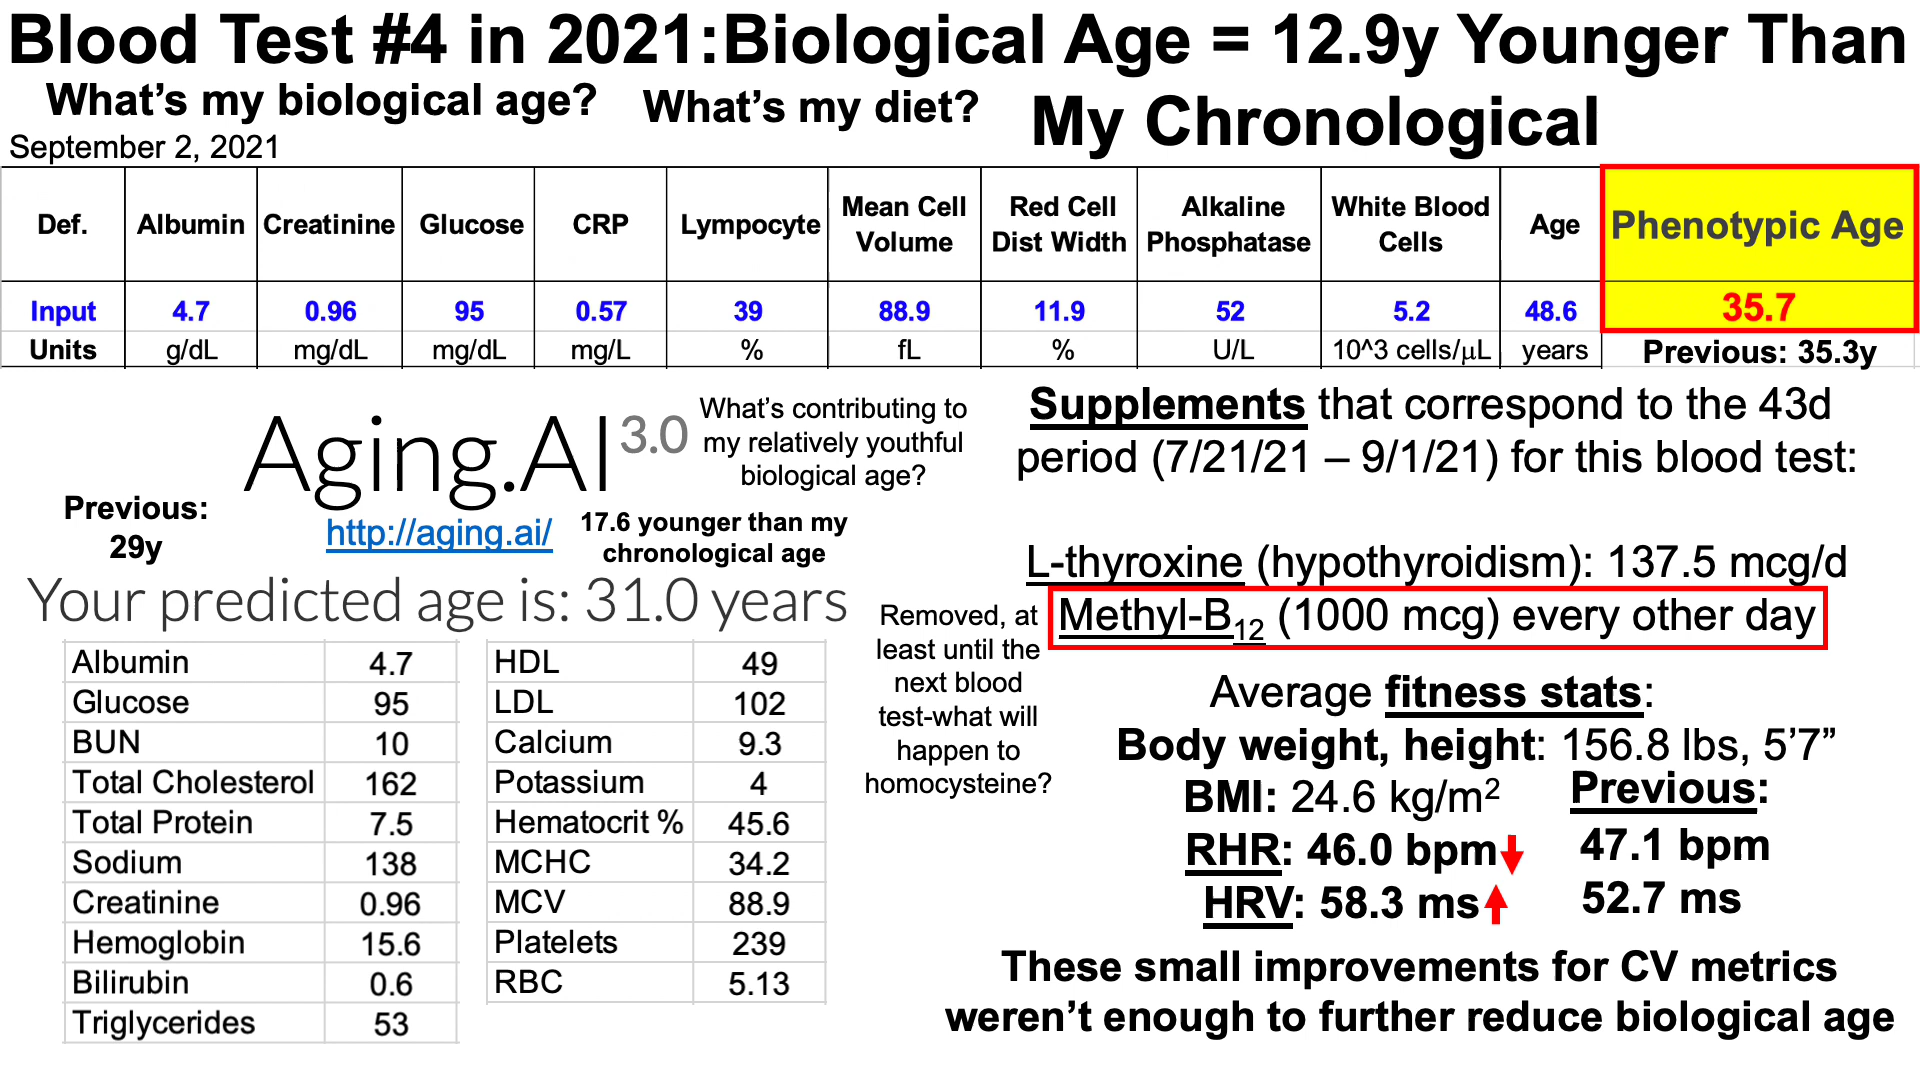 Blood Test #4 in 2021:Biological Age = 12.9y Younger Than
My Chronological
What's my biological age?
What's my diet?
September 2, 2021
Def. Albumin Creatinine Glucose CRP Lympocyte Mean Cell Volume Red Cell Dist Width Alkaline Phosphatase White Blood Cells Age Phenotypic Age
Input 4.7 0.96 95 0.57 39 88.9 11.9 52 5.2 48.6 35.7
Units g/dL mg/dL mg/dL mg/L % fL % U/L 10^3 cells/μL years Previous: 35.3y
Aging.AI 3.0
What's contributing to
my relatively youthful
biological age?
Previous:
29y
http://aging.ai/
17.6 younger than my
chronological age
Your predicted age is: 31.0 years
Albumin 4.7
Glucose 95
BUN 10
Total Cholesterol 162
Total Protein 7.5
Sodium 138
Creatinine 0.96
Hemoglobin 15.6
Bilirubin 0.6
Triglycerides 53
HDL 49
LDL 102
Calcium 9.3
Potassium 4
Hematocrit % 45.6
MCHC 34.2
MCV 88.9
Platelets 239
RBC 5.13
Supplements that correspond to the 43d
period (7/21/21 – 9/1/21) for this blood test:
L-thyroxine (hypothyroidism): 137.5 mcg/d
Methyl-B12 (1000 mcg) every other day
Removed, at
least until the
next blood
test-what will
happen to
homocysteine?
Average fitness stats:
Body weight, height: 156.8 lbs, 5'7”
BMI: 24.6 kg/m2
Previous:
RHR: 46.0 bpm
47.1 bpm
HRV: 58.3 ms
52.7 ms
These small improvements for CV metrics
weren't enough to further reduce biological age